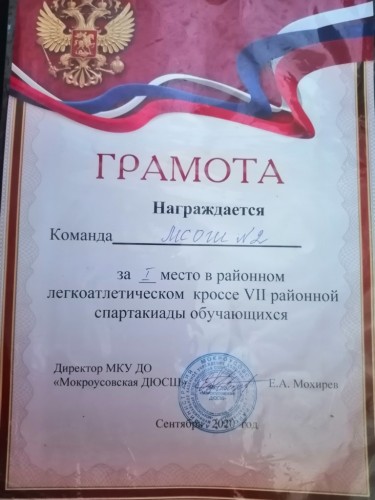 ГРАМОТА
Награждается
Команда МСОШ №2
за I место в районном
легкоатлетическом кроссе VII районной
спартакиады обучающихся
Директор МКУ ДО
«Мокроусовская ДЮСШ» Е.А. Мохирев
Сентябрь 2020 год